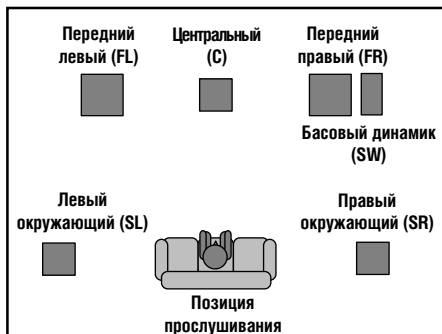 Передний
левый (FL)
Центральный
(C)
Передний
правый (FR)
Басовый динамик
(SW)
Левый
окружающий (SL)
Правый
окружающий (SR)
Позиция
прослушивания